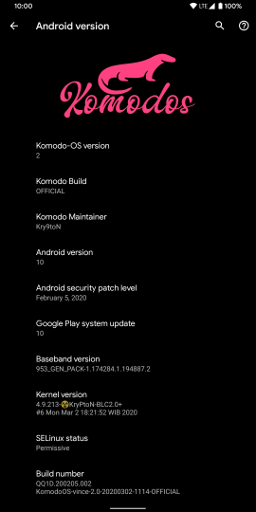 10:00
LTE 100%
Android version
Komodos
Komodo-OS version
2
Komodo Build
OFFICIAL
Komodo Maintainer
Kry9toN
Android version
10
Android security patch level
February 5, 2020
Google Play system update
10
Baseband version
953_GEN_PACK-1.174284.1.194887.2
Kernel version
4.9.213-☢KryPtoN-BLC2.0+
#6 Mon Mar 2 18:21:52 WIB 2020
SELinux status
Permissive
Build number
QQ1D.200205.002
KomodoOS-vince-2.0-20200302-1114-OFFICIAL